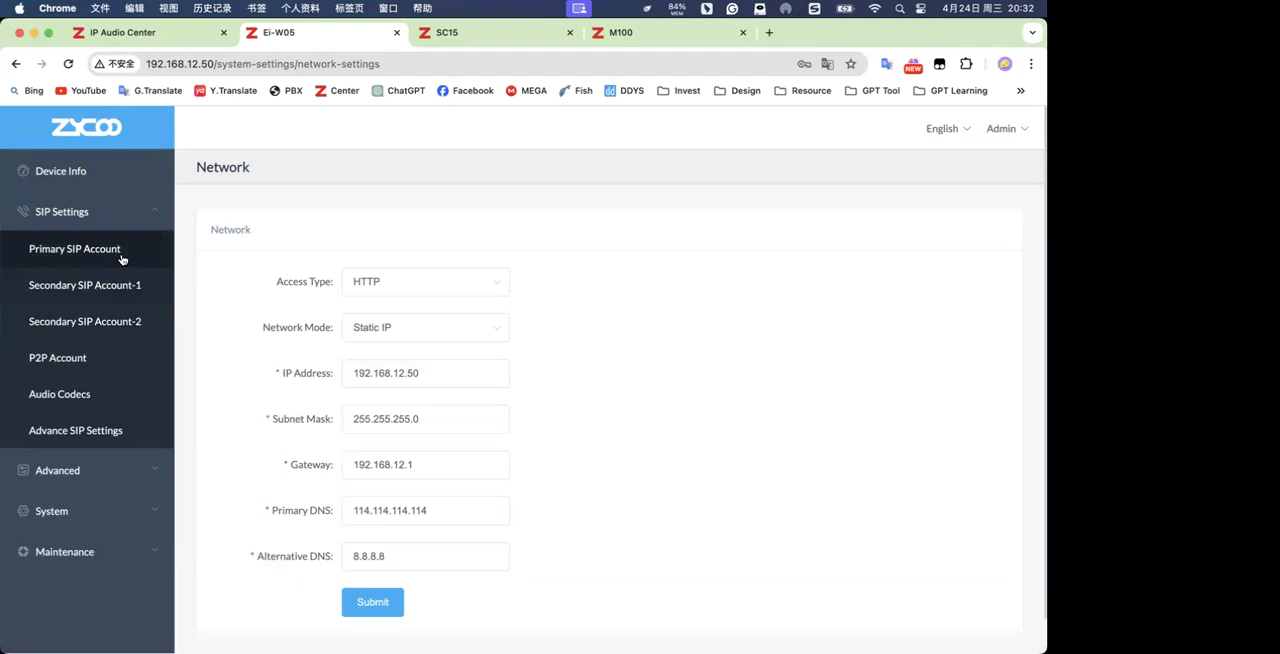 Chrome 文件 编辑 视图 历史记录 书签 个人资料 标签页 窗口 帮助 84% MEM 4月24日 周三 20:32
IP Audio Center Ei-W05 SC15 M100
不安全 192.168.12.50/system-settings/network-settings NEW
Bing YouTube G.Translate Y.Translate PBX Center ChatGPT Facebook MEGA Fish DDYS Invest Design Resource GPT Tool GPT Learning
ZYCOO
English Admin
Network
Device Info
SIP Settings
Primary SIP Account
Secondary SIP Account-1
Secondary SIP Account-2
P2P Account
Audio Codecs
Advance SIP Settings
Advanced
System
Maintenance
Network
Access Type: HTTP
Network Mode: Static IP
* IP Address: 192.168.12.50
* Subnet Mask: 255.255.255.0
* Gateway: 192.168.12.1
* Primary DNS: 114.114.114.114
* Alternative DNS: 8.8.8.8
Submit